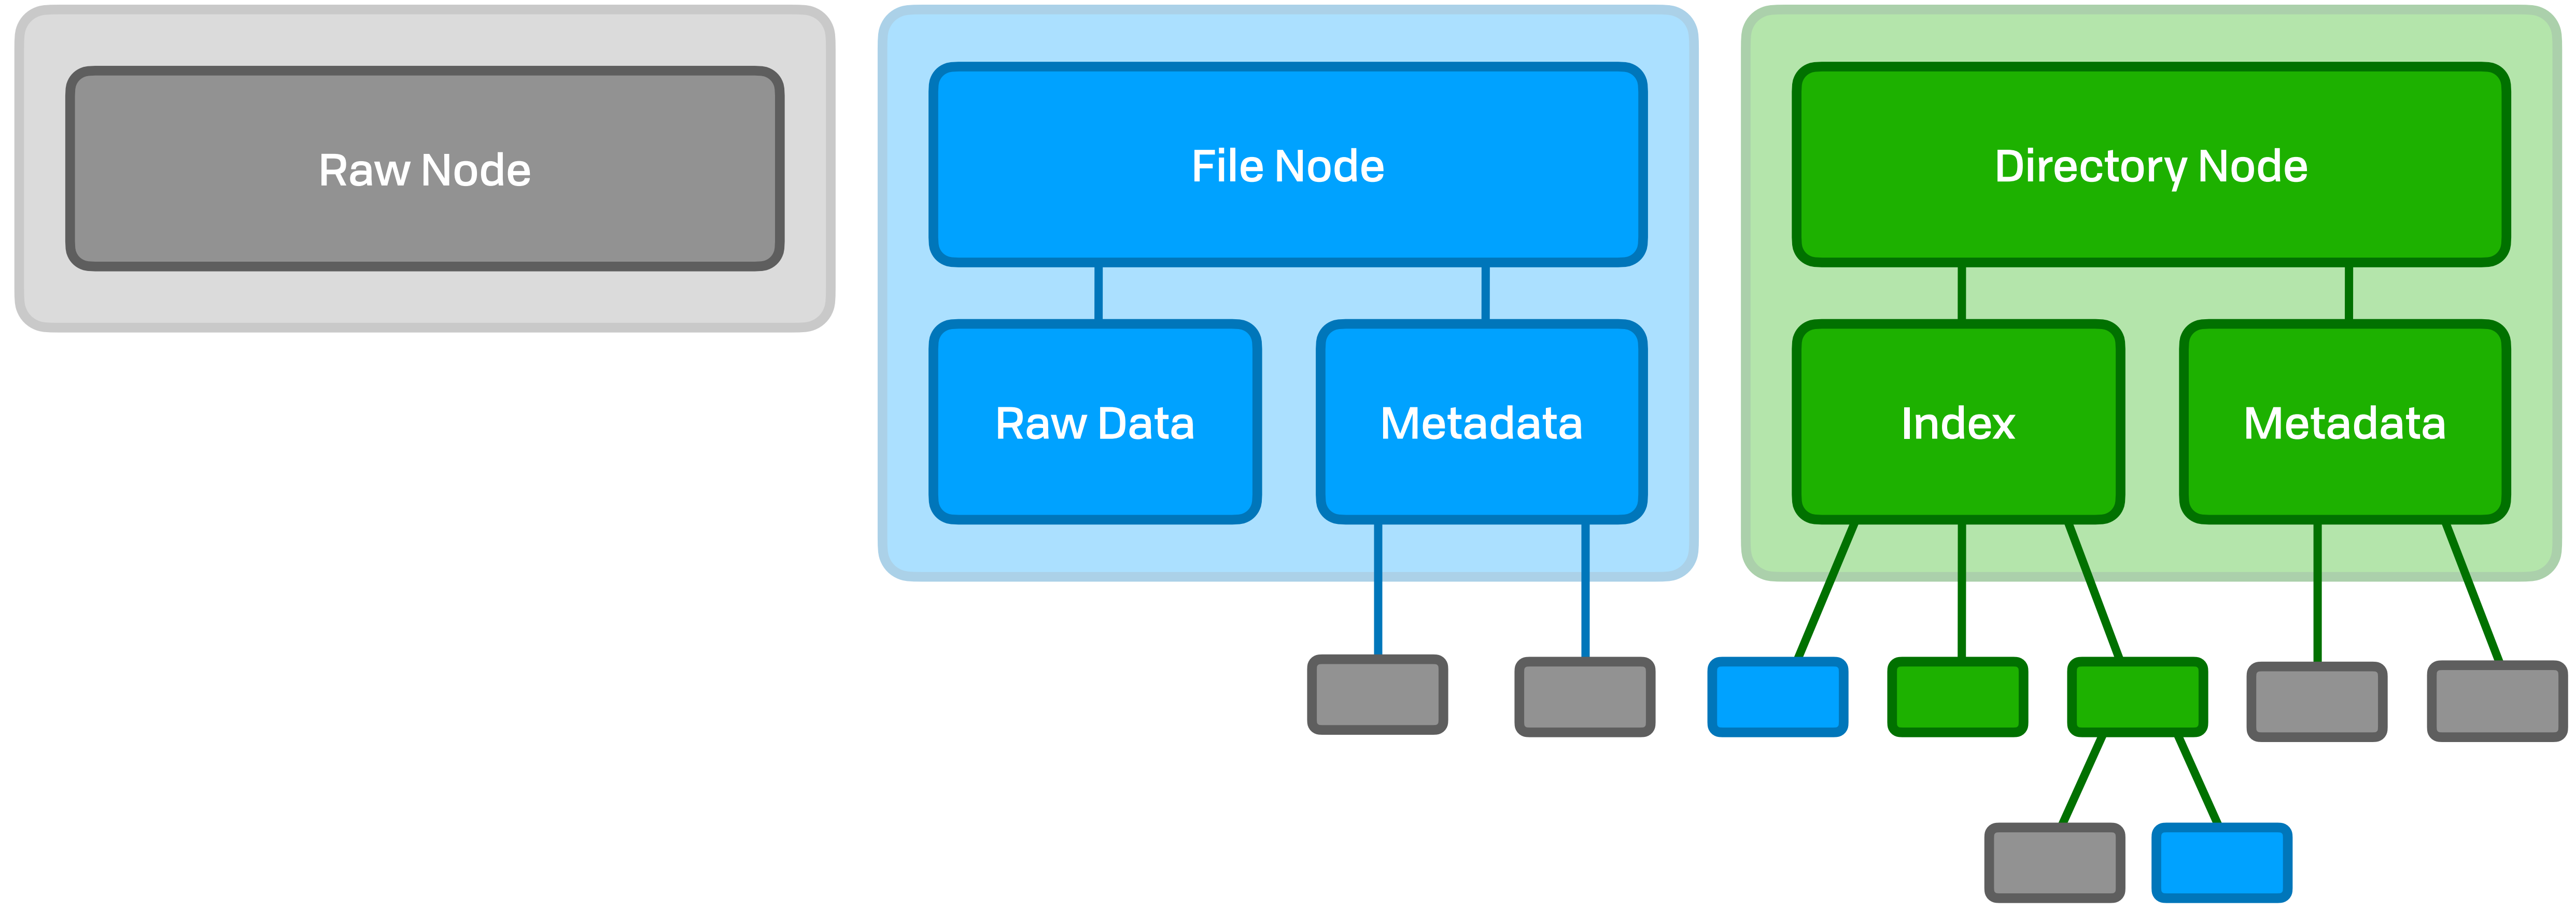 Raw Node
File Node
Directory Node
Raw Data
Metadata
Index
Metadata